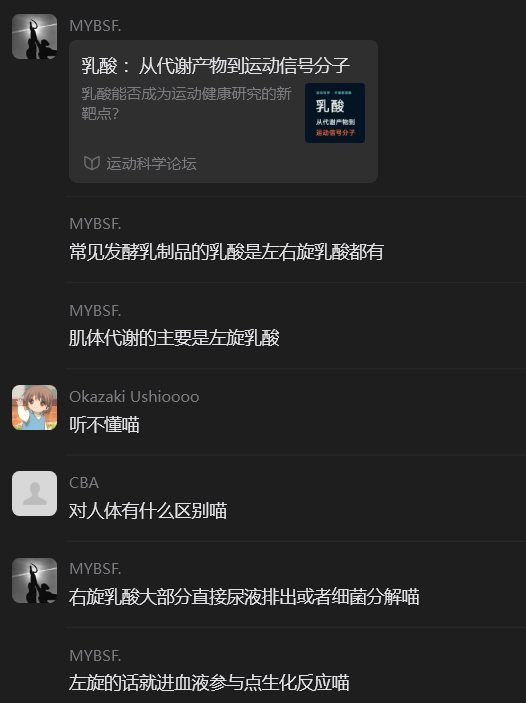 MYBSF.
乳酸 ：从代谢产物到运动信号分子
乳酸能否成为运动健康研究的新
靶点？
乳酸
从代谢产物到
运动信号分子
运动科学论坛
MYBSF.
常见发酵乳制品的乳酸是左右旋乳酸都有
MYBSF.
肌体代谢的主要是左旋乳酸
Okazaki Ushioooo
听不懂喵
CBA
对人体有什么区别喵
MYBSF.
右旋乳酸大部分直接尿液排出或者细菌分解喵
MYBSF.
左旋的话就进血液参与点生化反应喵